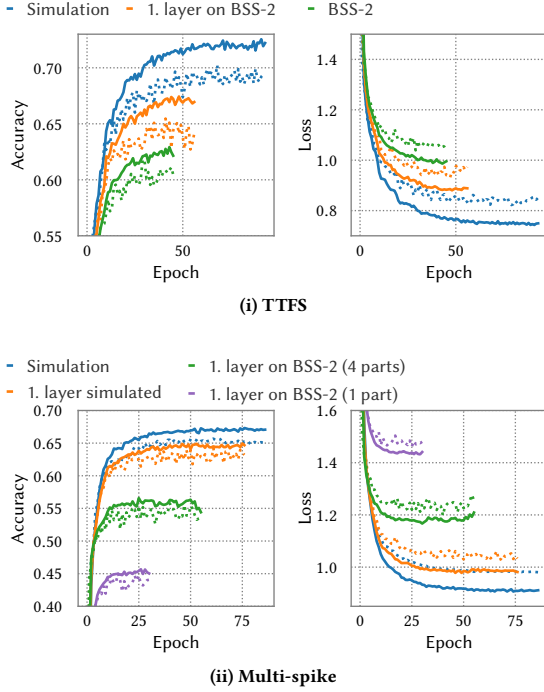 Simulation 1. layer on BSS-2 BSS-2
0.70
0.65
0.60
0.55
Accuracy
0 50
Epoch
1.4
1.2
1.0
0.8
Loss
50
Epoch
(i) TTFS
Simulation 1. layer on BSS-2 (4 parts)
1. layer simulated 1. layer on BSS-2 (1 part)
0.70
0.65
0.60
0.55
0.50
0.45
0.40
Accuracy
0 25 50 75
Epoch
1.6
1.4
1.2
1.0
Loss
0 25 50 75
Epoch
(ii) Multi-spike